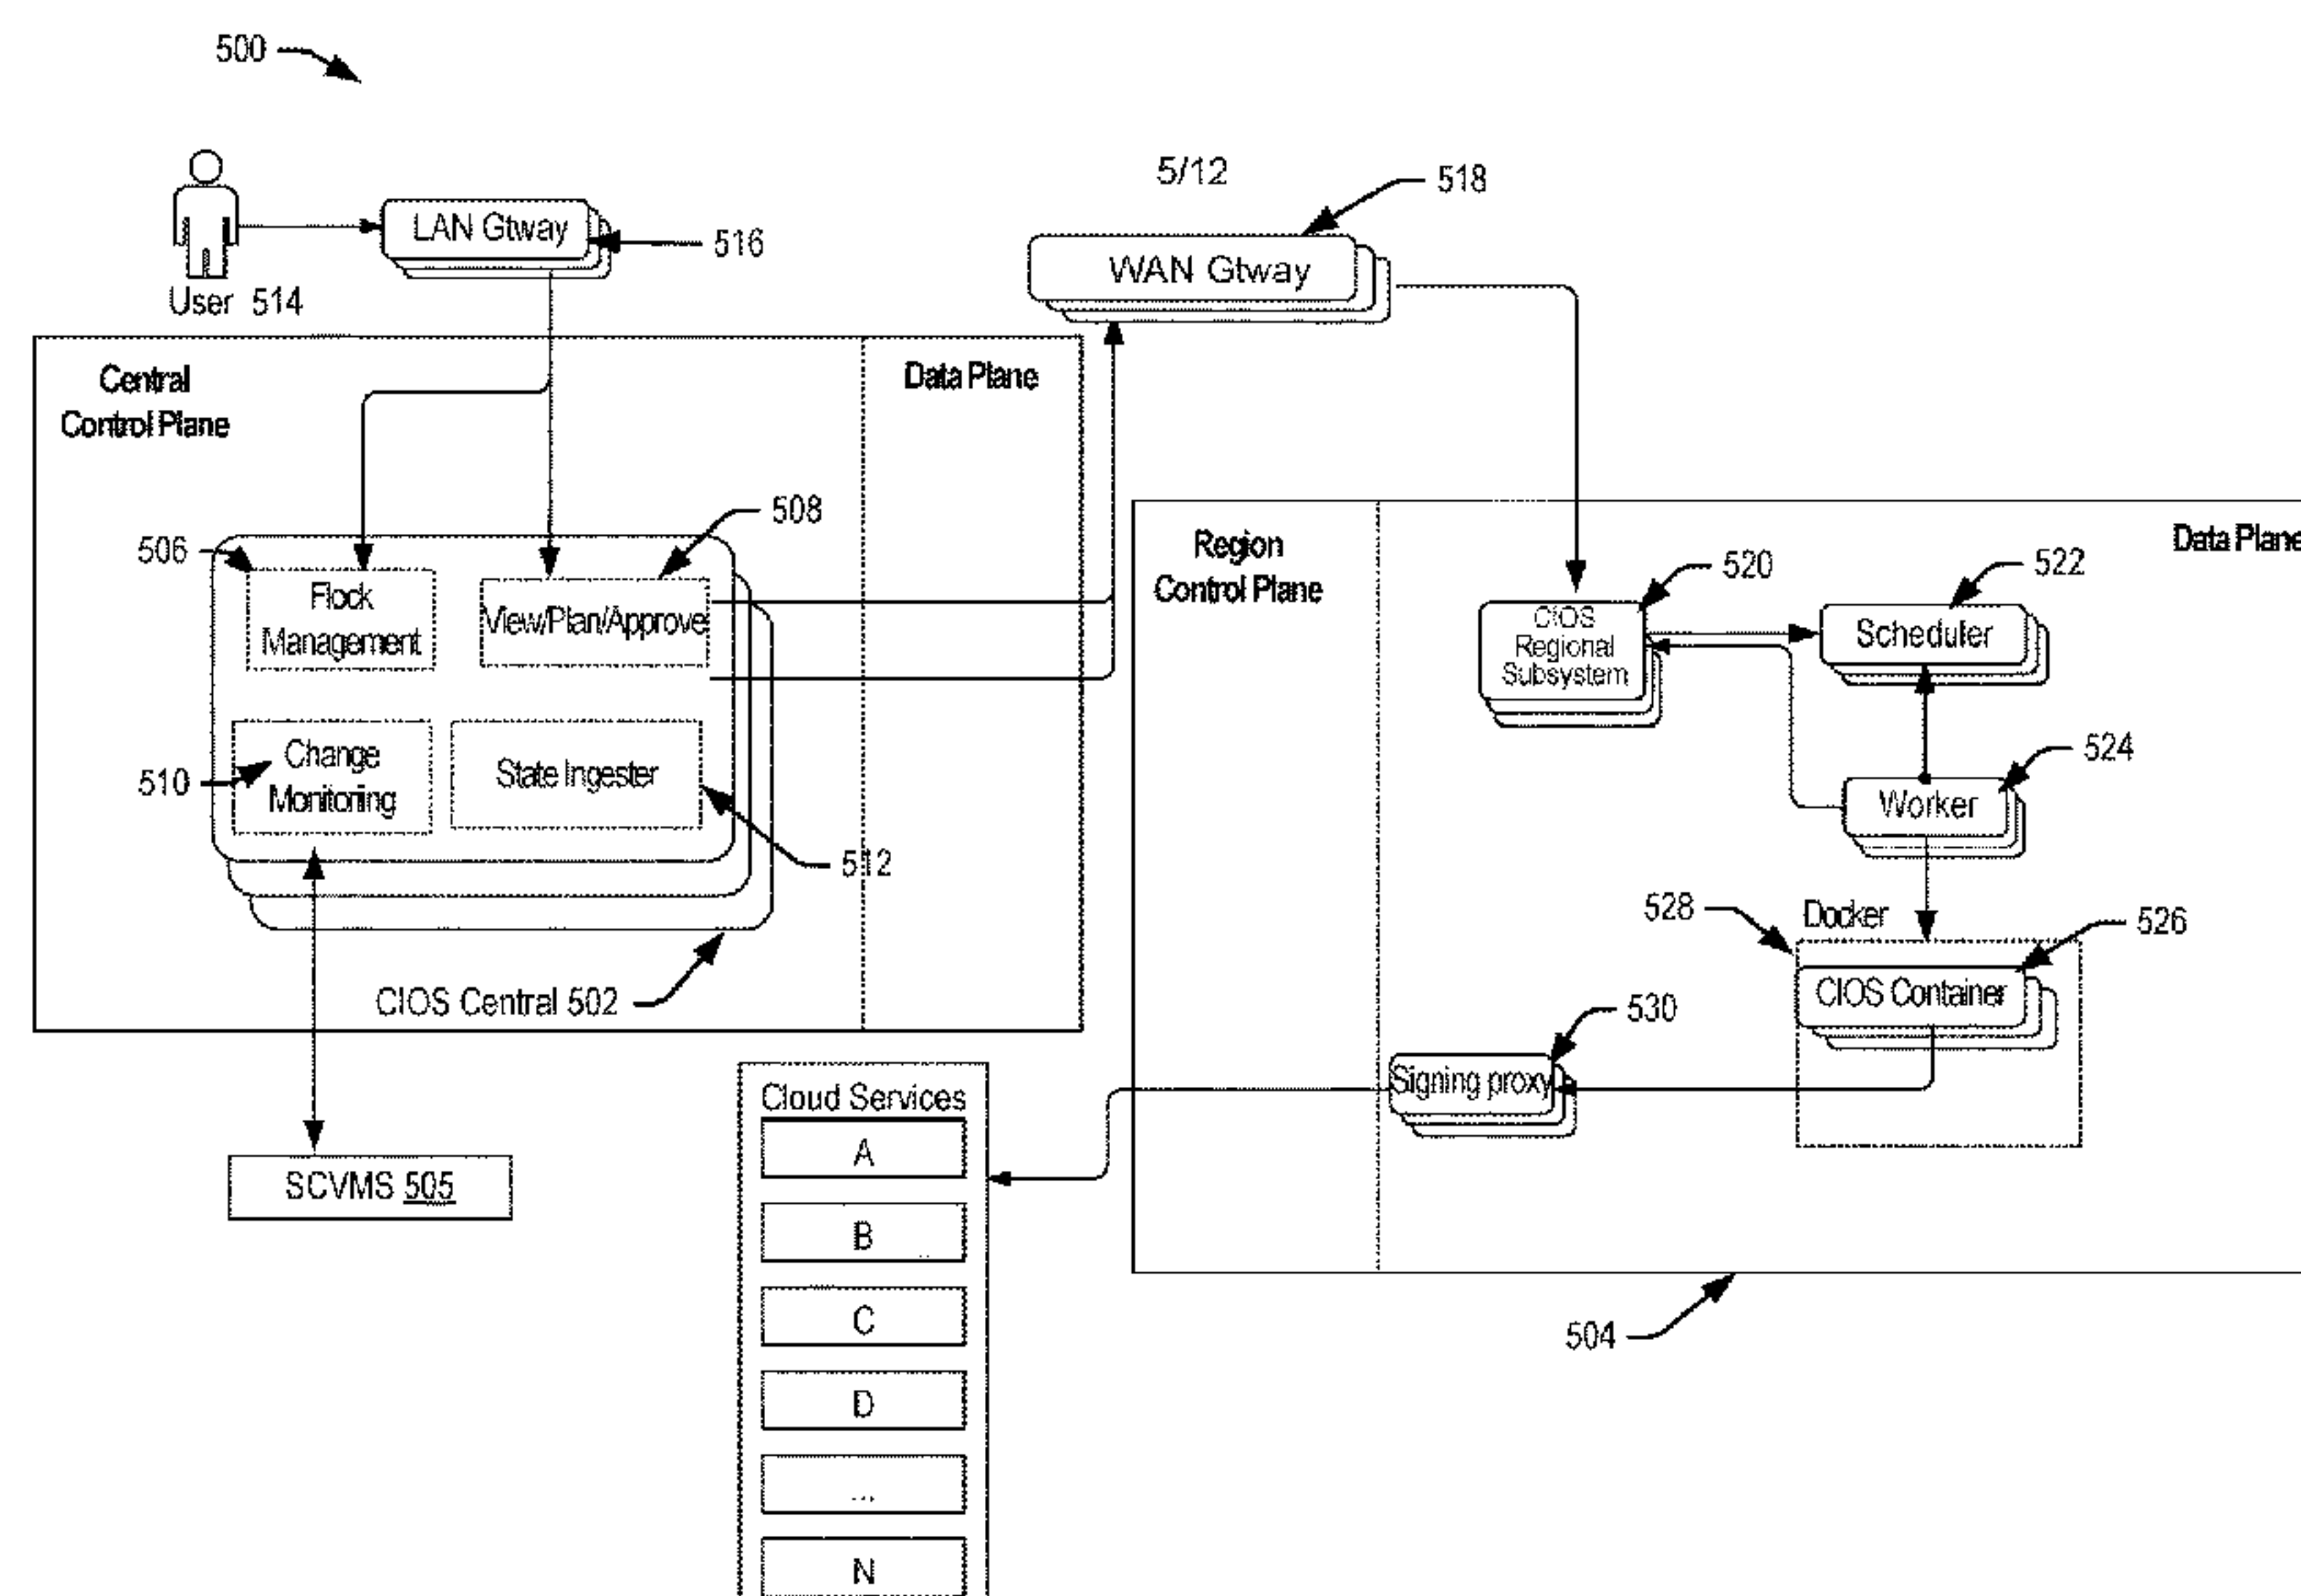 500
5/12
518
LAN Gtway
516
WAN Gtway
User 514
Central
Control Plane
Data Plane
508
506
Flock
Management
View/Plan/Approve
Change
Monitoring
510
State Ingester
512
CIOS Central 502
SCVMS 505
Region
Control Plane
Data Plane
520
522
CIOS
Regional
Subsystem
Scheduler
524
Worker
528
Docker
526
CIOS Container
530
Signing proxy
504
Cloud Services
A
B
C
D
...
N